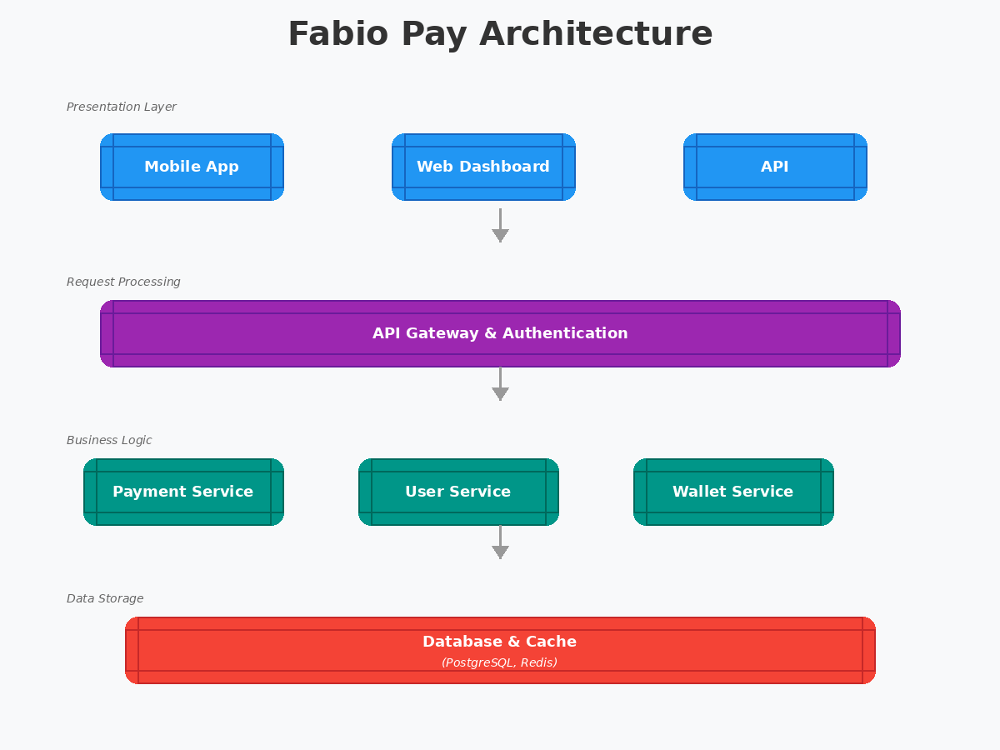 Fabio Pay Architecture
Presentation Layer
Mobile App
Web Dashboard
API
Request Processing
API Gateway & Authentication
Business Logic
Payment Service
User Service
Wallet Service
Data Storage
Database & Cache
(PostgreSQL, Redis)